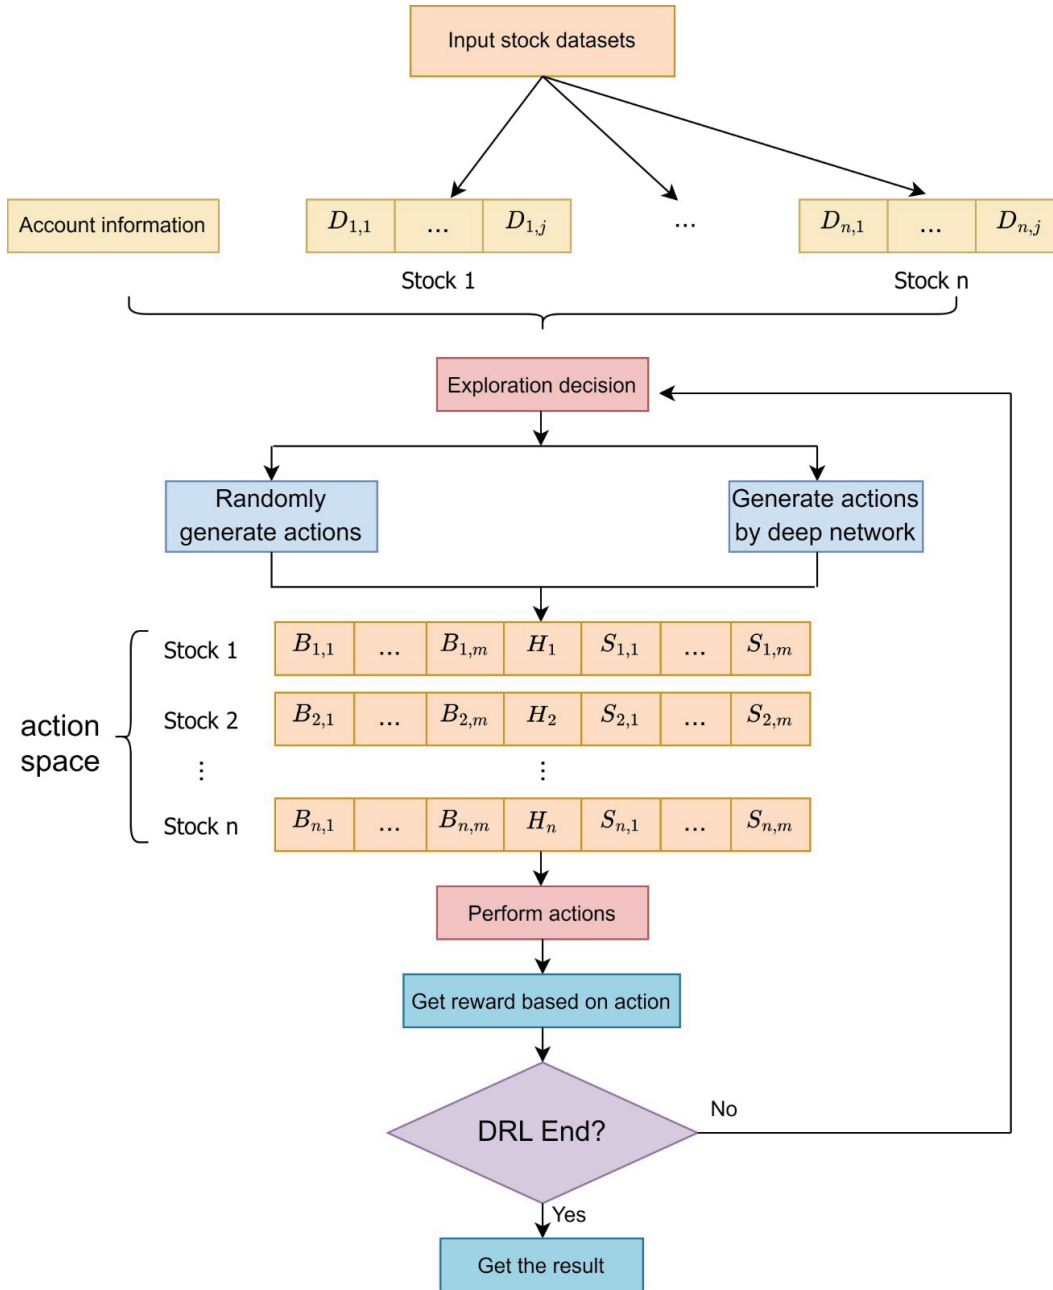 Input stock datasets
Account information
D1,1 ... D1,j
...
Dn,1 ... Dn,j
Stock 1
Stock n
Exploration decision
Randomly
generate actions
Generate actions
by deep network
action
space
Stock 1 B1,1 ... B1,m H1 S1,1 ... S1,m
Stock 2 B2,1 ... B2,m H2 S2,1 ... S2,m
⋮ ⋮
Stock n Bn,1 ... Bn,m Hn Sn,1 ... Sn,m
Perform actions
Get reward based on action
DRL End?
No
Yes
Get the result